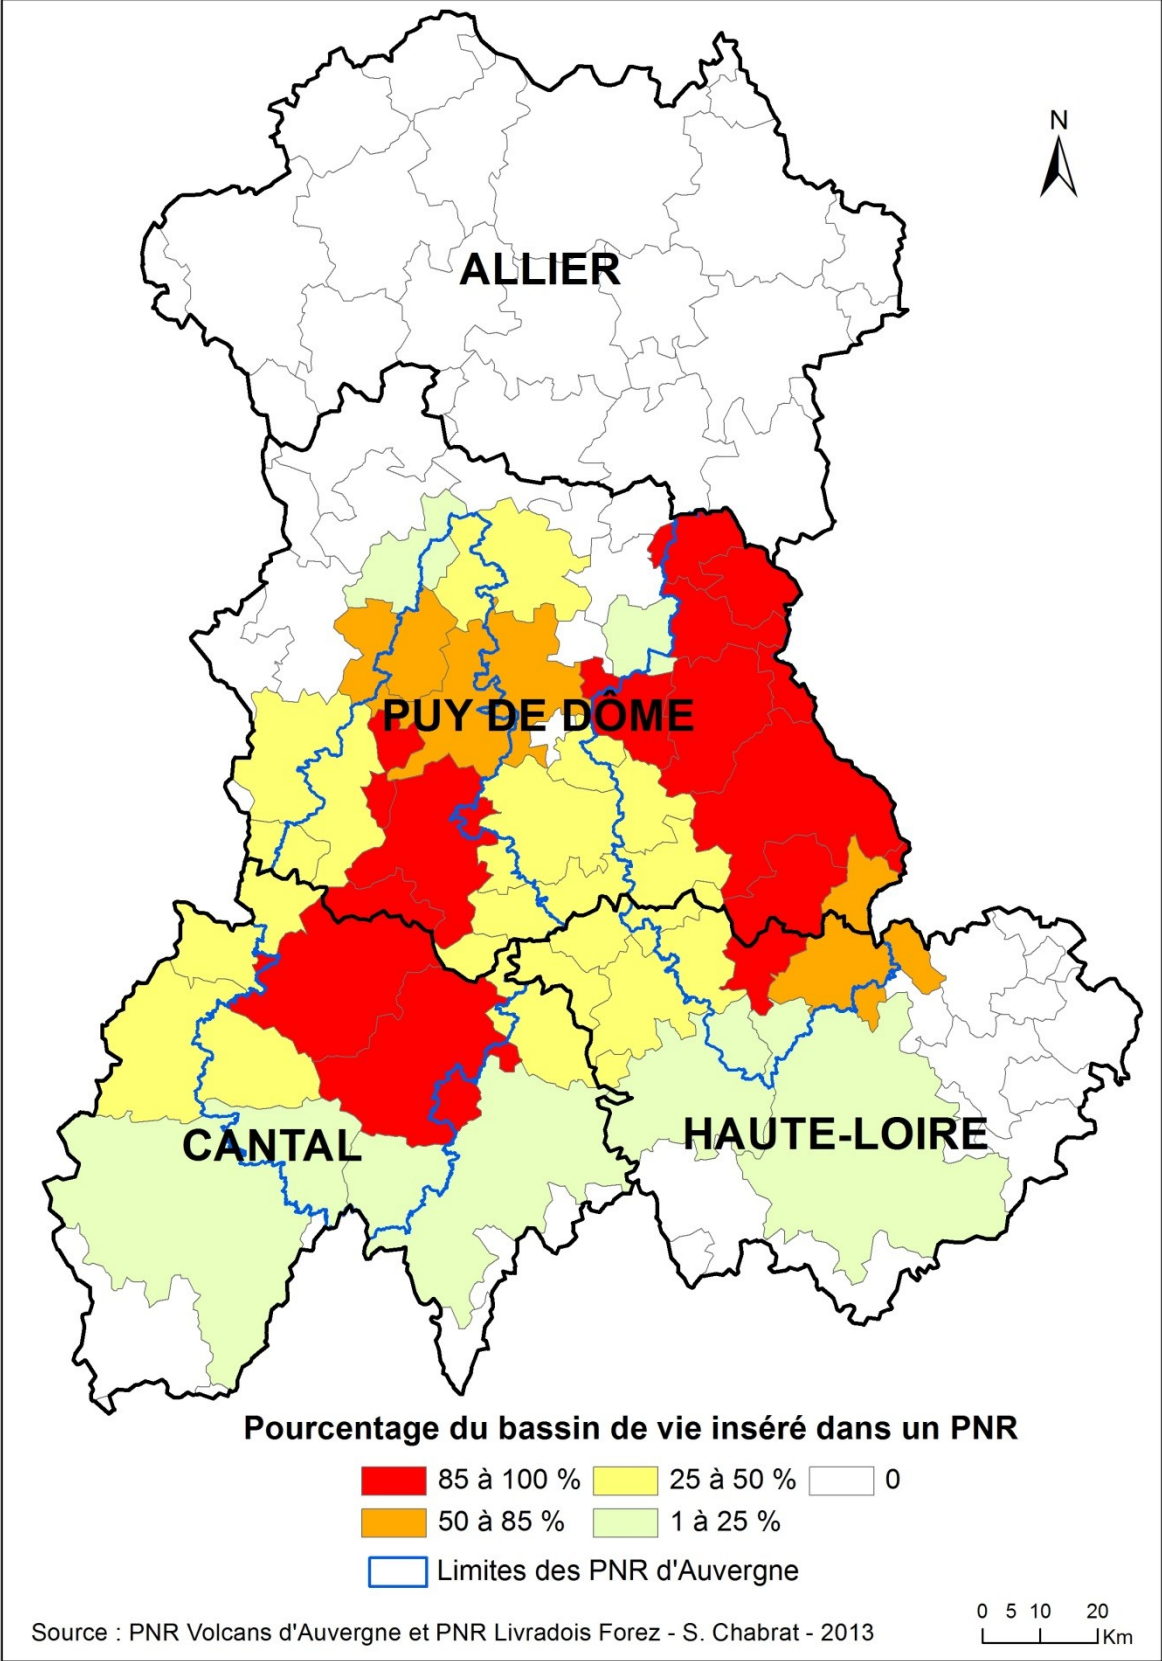 N
ALLIER
PUY DE DÔME
CANTAL
HAUTE-LOIRE
Pourcentage du bassin de vie inséré dans un PNR
85 à 100 %
25 à 50 %
0
50 à 85 %
1 à 25 %
Limites des PNR d'Auvergne
0 5 10 20
Km
Source : PNR Volcans d'Auvergne et PNR Livradois Forez - S. Chabrat - 2013